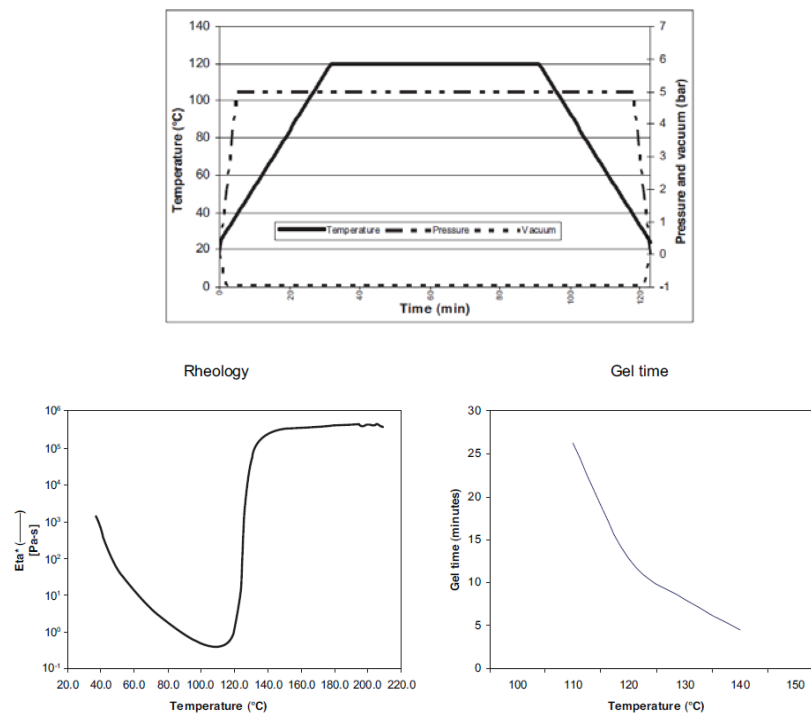 140
120
100
80
60
40
20
0
Temperature (°C)
7
6
5
4
3
2
1
0
-1
Pressure and vacuum (bar)
Temperature
Pressure
Vacuum
0
20
40
60
80
100
120
Time (min)
Rheology
10⁶
10⁵
10⁴
10³
10²
10¹
10⁰
10⁻¹
Eta* (——)
[Pa-s]
20.0 40.0 60.0 80.0 100.0 120.0 140.0 160.0 180.0 200.0 220.0
Temperature (°C)
Gel time
30
25
20
15
10
5
0
Gel time (minutes)
100 110 120 130 140 150
Temperature (°C)